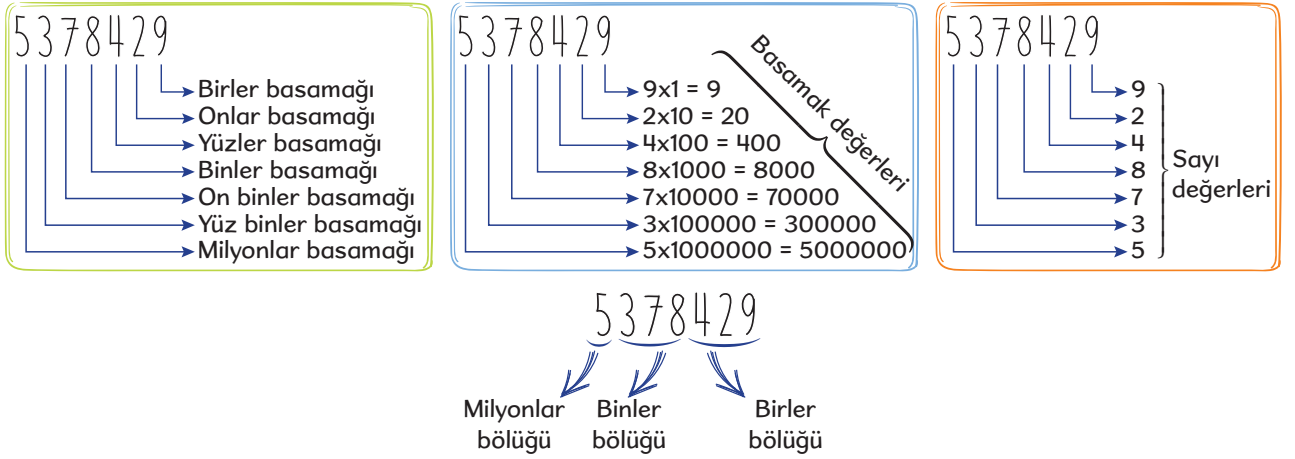 5378429
Birler basamağı
Onlar basamağı
Yüzler basamağı
Binler basamağı
On binler basamağı
Yüz binler basamağı
Milyonlar basamağı
5378429
9x1 = 9
2x10 = 20
4x100 = 400
8x1000 = 8000
7x10000 = 70000
3x100000 = 300000
5x1000000 = 5000000
Basamak değerleri
5378429
9
2
4
8
7
3
5
Sayı
değerleri
5378429
Milyonlar
bölüğü
Binler
bölüğü
Birler
bölüğü